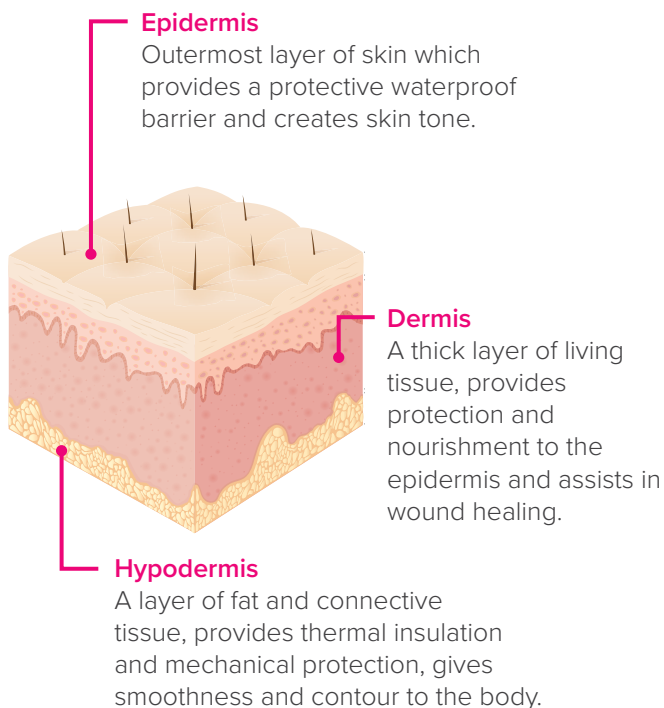 Epidermis
Outermost layer of skin which
provides a protective waterproof
barrier and creates skin tone.
Dermis
A thick layer of living
tissue, provides
protection and
nourishment to the
epidermis and assists in
wound healing.
Hypodermis
A layer of fat and connective
tissue, provides thermal insulation
and mechanical protection, gives
smoothness and contour to the body.